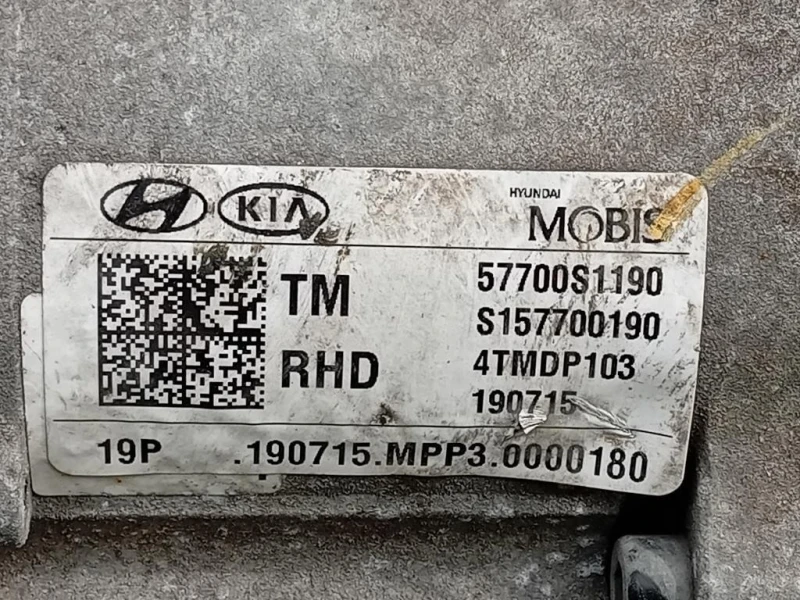 KIA
HYUNDAI
MOBIS
TM
57700S1190
S157700190
RHD
4TMDP103
190715
19P .190715.MPP3.0000180